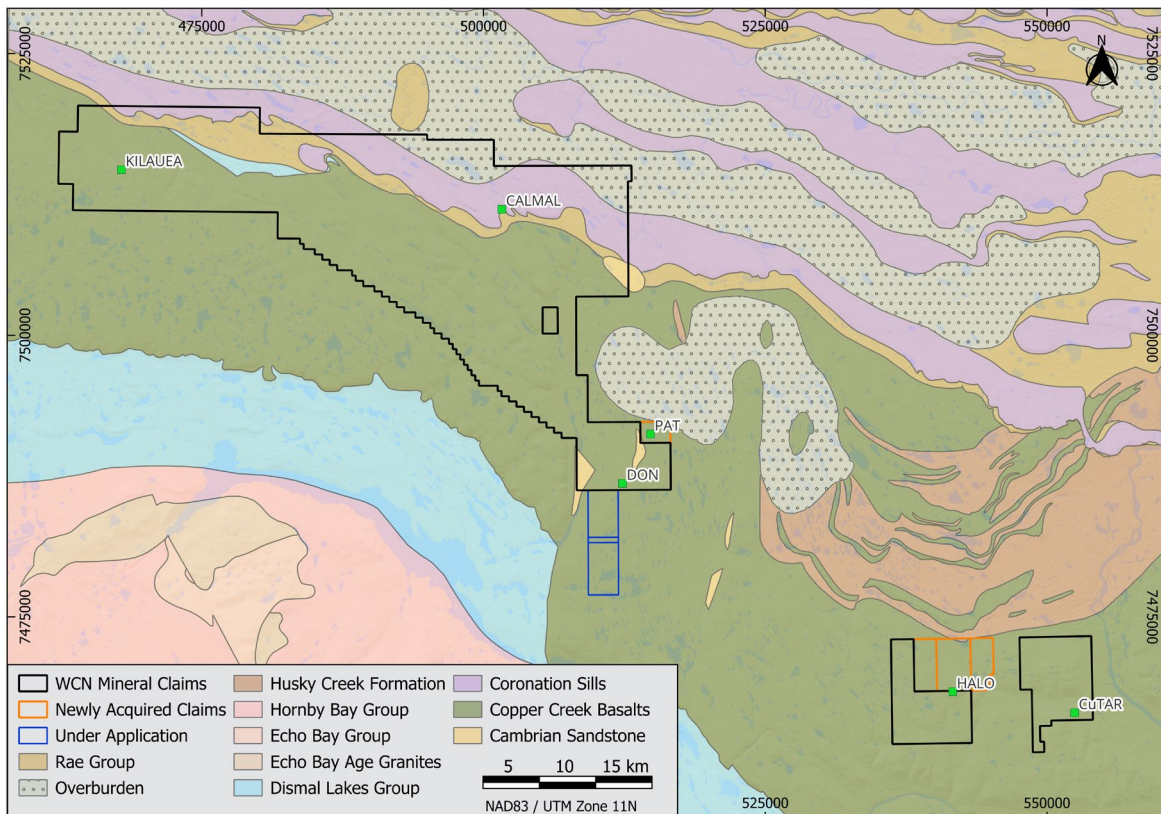 475000 500000 525000 550000
N
7525000 7525000
KILAUEA
CALMAL
7500000 7500000
PAT
DON
7475000 7475000
HALO
CuTAR
WCN Mineral Claims Husky Creek Formation Coronation Sills
Newly Acquired Claims Hornby Bay Group Copper Creek Basalts
Under Application Echo Bay Group Cambrian Sandstone
Rae Group Echo Bay Age Granites
Overburden Dismal Lakes Group
5 10 15 km
NAD83 / UTM Zone 11N
525000 550000